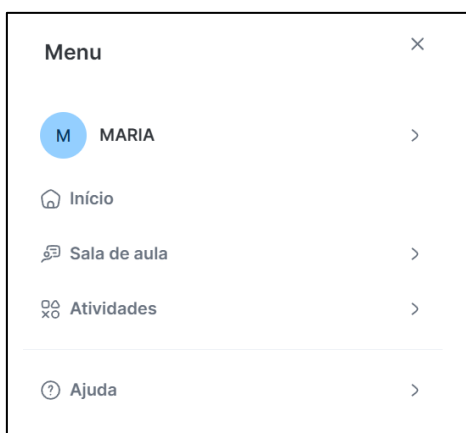 Menu
M MARIA
Início
Sala de aula
Atividades
Ajuda